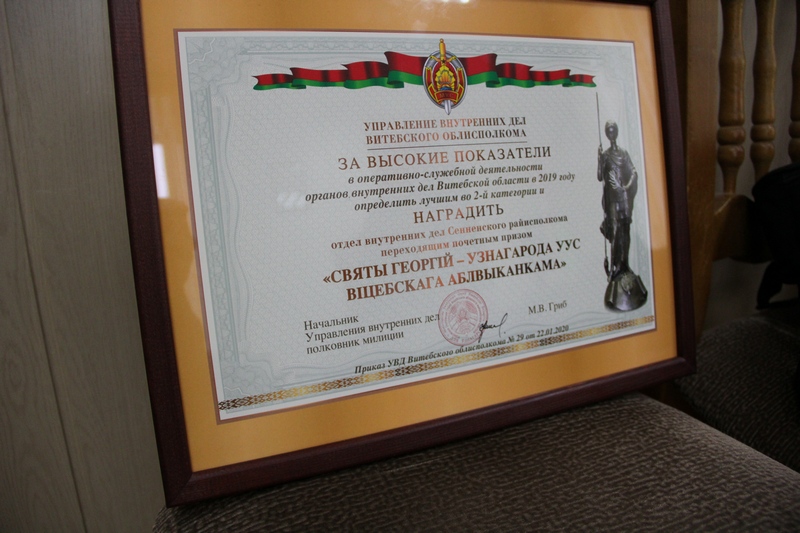 УПРАВЛЕНИЕ ВНУТРЕННИХ ДЕЛ
ВИТЕБСКОГО ОБЛИСПОЛКОМА
ЗА ВЫСОКИЕ ПОКАЗАТЕЛИ
в оперативно-служебной деятельности
органов внутренних дел Витебской области в 2019 году
определить лучшим во 2-й категории и
НАГРАДИТЬ
отдел внутренних дел Сенненского райисполкома
переходящим почетным призом
«СВЯТЫ ГЕОРГІЙ – УЗНАГАРОДА УУС
ВІЦЕБСКАГА АБЛВЫКАНКАМА»
Начальник
Управления внутренних дел
полковник милиции
М.В. Гриб
Приказ УВД Витебского облисполкома № 29 от 22.01.2020